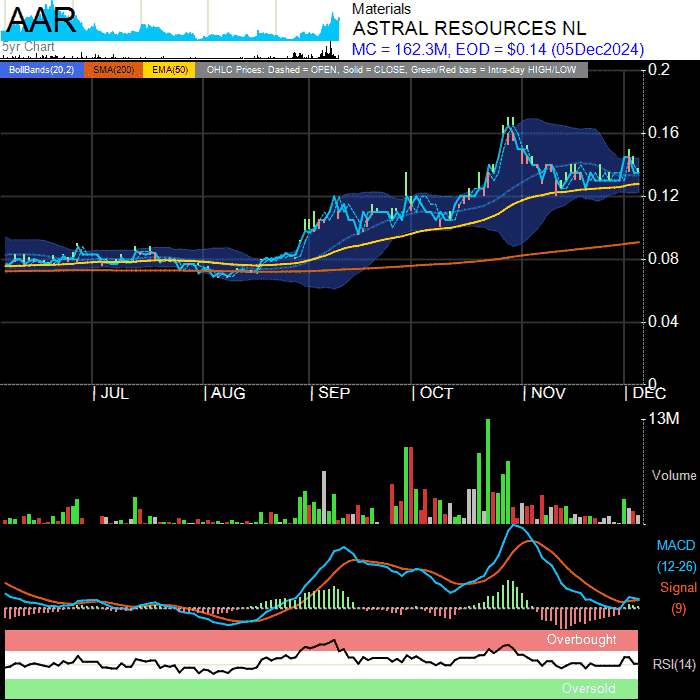 AAR
5yr Chart
Materials
ASTRAL RESOURCES NL
MC = 162.3M, EOD = $0.14 (05Dec2024)
BollBands(20,2) SMA(200) EMA(50) OHLC Prices: Dashed = OPEN, Solid = CLOSE, Green/Red bars = Intra-day HIGH/LOW
0.2
0.16
0.12
0.08
0.04
0
JUL AUG SEP OCT NOV DEC
13M
Volume
MACD
(12-26)
Signal
(9)
Overbought
RSI(14)
Oversold